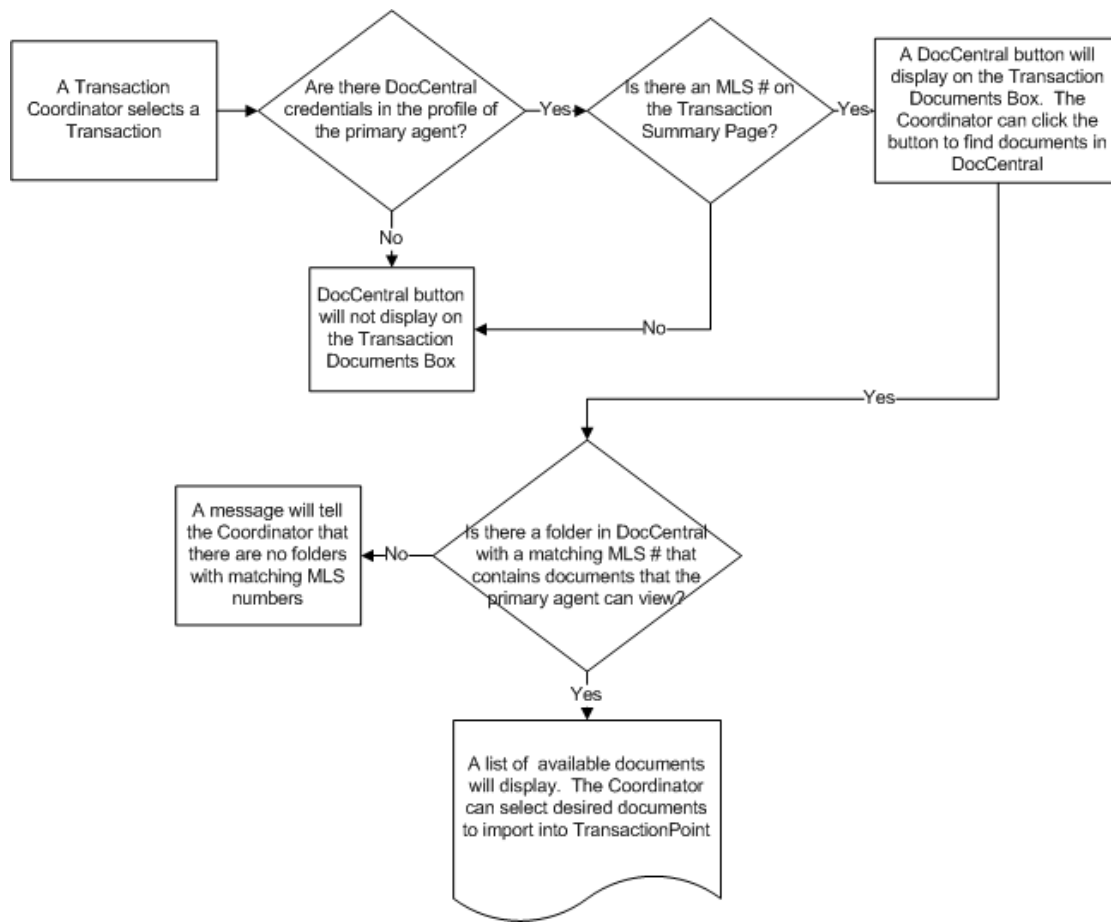 A Transaction
Coordinator selects a
Transaction
Are there DocCentral
credentials in the profile of
the primary agent?
Yes
Is there an MLS # on
the Transaction
Summary Page?
Yes
A DocCentral button will
display on the Transaction
Documents Box.  The
Coordinator can click the
button to find documents in
DocCentral
No
DocCentral button
will not display on
the Transaction
Documents Box
No
Yes
Is there a folder in DocCentral
with a matching MLS # that
contains documents that the
primary agent can view?
No
A message will tell
the Coordinator that
there are no folders
with matching MLS
numbers
Yes
A list of  available documents
will display.  The Coordinator
can select desired documents
to import into TransactionPoint